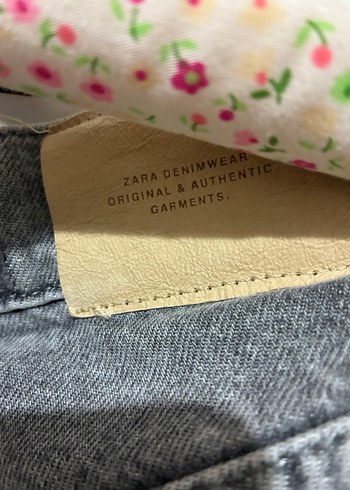 ZARA DENIMWEAR
ORIGINAL & AUTHENTIC
GARMENTS.